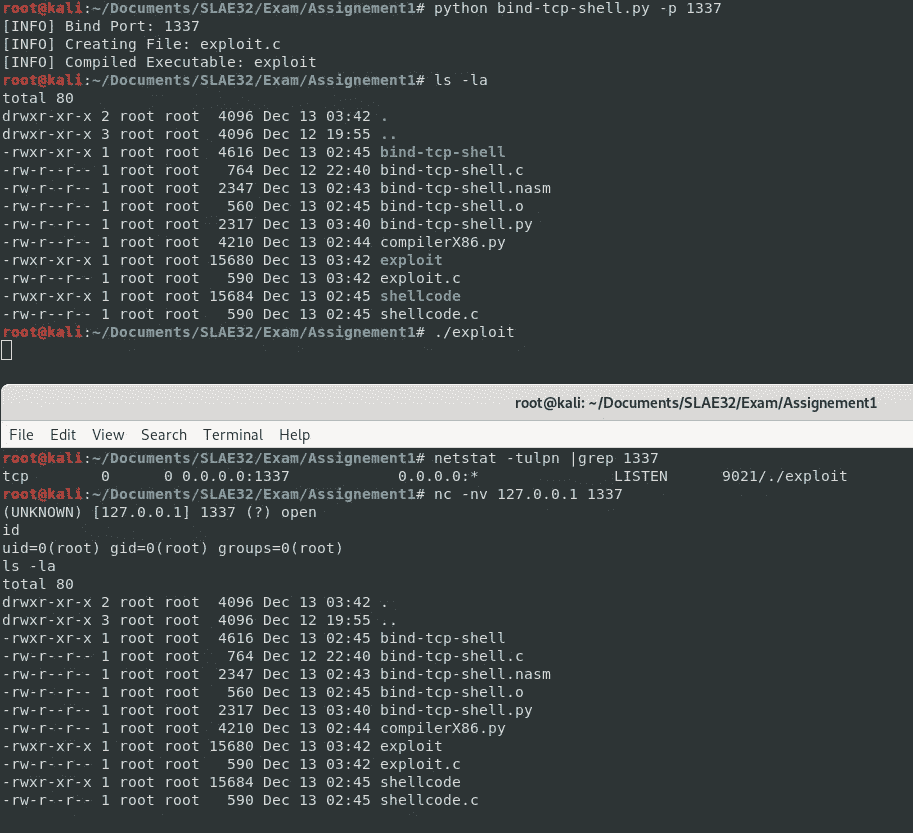 root@kali:~/Documents/SLAE32/Exam/Assignement1# python bind-tcp-shell.py -p 1337
[INFO] Bind Port: 1337
[INFO] Creating File: exploit.c
[INFO] Compiled Executable: exploit
root@kali:~/Documents/SLAE32/Exam/Assignement1# ls -la
total 80
drwxr-xr-x 2 root root  4096 Dec 13 03:42 .
drwxr-xr-x 3 root root  4096 Dec 12 19:55 ..
-rwxr-xr-x 1 root root  4616 Dec 13 02:45 bind-tcp-shell
-rw-r--r-- 1 root root   764 Dec 12 22:40 bind-tcp-shell.c
-rw-r--r-- 1 root root  2347 Dec 13 02:43 bind-tcp-shell.nasm
-rw-r--r-- 1 root root   560 Dec 13 02:45 bind-tcp-shell.o
-rw-r--r-- 1 root root  2317 Dec 13 03:40 bind-tcp-shell.py
-rw-r--r-- 1 root root  4210 Dec 13 02:44 compilerX86.py
-rwxr-xr-x 1 root root 15680 Dec 13 03:42 exploit
-rw-r--r-- 1 root root   590 Dec 13 03:42 exploit.c
-rwxr-xr-x 1 root root 15684 Dec 13 02:45 shellcode
-rw-r--r-- 1 root root   590 Dec 13 02:45 shellcode.c
root@kali:~/Documents/SLAE32/Exam/Assignement1# ./exploit
root@kali: ~/Documents/SLAE32/Exam/Assignement1
File Edit View Search Terminal Help
root@kali:~/Documents/SLAE32/Exam/Assignement1# netstat -tulpn |grep 1337
tcp        0      0 0.0.0.0:1337            0.0.0.0:*               LISTEN      9021/./exploit
root@kali:~/Documents/SLAE32/Exam/Assignement1# nc -nv 127.0.0.1 1337
(UNKNOWN) [127.0.0.1] 1337 (?) open
id
uid=0(root) gid=0(root) groups=0(root)
ls -la
total 80
drwxr-xr-x 2 root root  4096 Dec 13 03:42 .
drwxr-xr-x 3 root root  4096 Dec 12 19:55 ..
-rwxr-xr-x 1 root root  4616 Dec 13 02:45 bind-tcp-shell
-rw-r--r-- 1 root root   764 Dec 12 22:40 bind-tcp-shell.c
-rw-r--r-- 1 root root  2347 Dec 13 02:43 bind-tcp-shell.nasm
-rw-r--r-- 1 root root   560 Dec 13 02:45 bind-tcp-shell.o
-rw-r--r-- 1 root root  2317 Dec 13 03:40 bind-tcp-shell.py
-rw-r--r-- 1 root root  4210 Dec 13 02:44 compilerX86.py
-rwxr-xr-x 1 root root 15680 Dec 13 03:42 exploit
-rw-r--r-- 1 root root   590 Dec 13 03:42 exploit.c
-rwxr-xr-x 1 root root 15684 Dec 13 02:45 shellcode
-rw-r--r-- 1 root root   590 Dec 13 02:45 shellcode.c